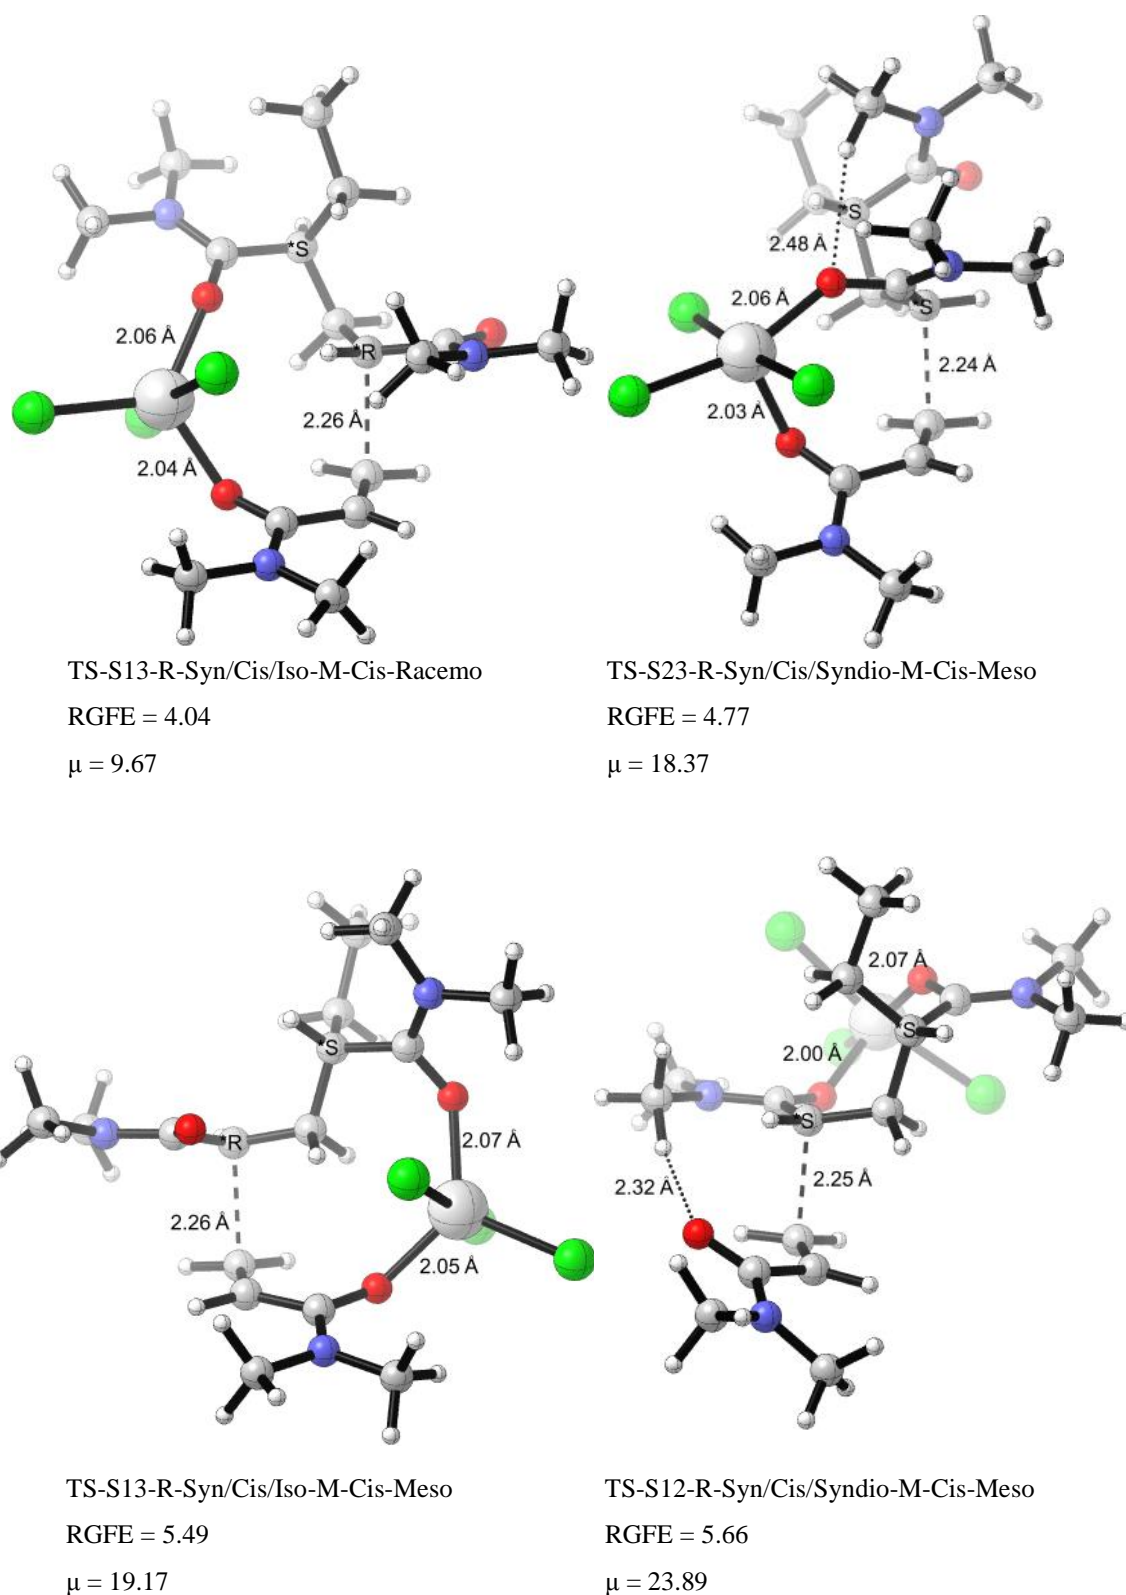 *S
2.06 Å
*R
2.26 Å
2.04 Å
TS-S13-R-Syn/Cis/Iso-M-Cis-Racemo
RGFE = 4.04
μ = 9.67
*S
2.48 Å
2.06 Å
*S
2.24 Å
2.03 Å
TS-S23-R-Syn/Cis/Syndio-M-Cis-Meso
RGFE = 4.77
μ = 18.37
*S
*R
2.07 Å
2.26 Å
2.05 Å
TS-S13-R-Syn/Cis/Iso-M-Cis-Meso
RGFE = 5.49
μ = 19.17
2.07 Å
S
2.00 Å
*S
2.32 Å
2.25 Å
TS-S12-R-Syn/Cis/Syndio-M-Cis-Meso
RGFE = 5.66
μ = 23.89